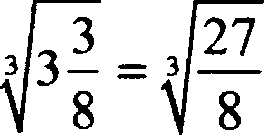 ∛(3 3/8) = ∛(27/8)